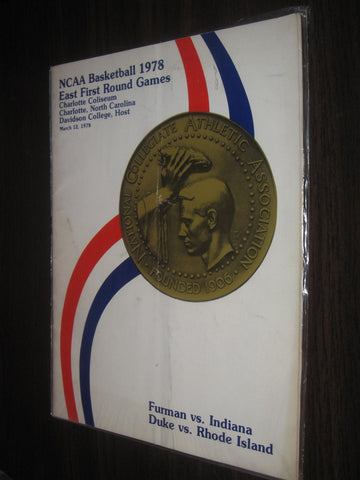 NCAA Basketball 1978
East First Round Games
Charlotte Coliseum
Charlotte, North Carolina
Davidson College, Host
March 12, 1978
NATIONAL COLLEGIATE ATHLETIC ASSOCIATION
FOUNDED 1906
Furman vs. Indiana
Duke vs. Rhode Island